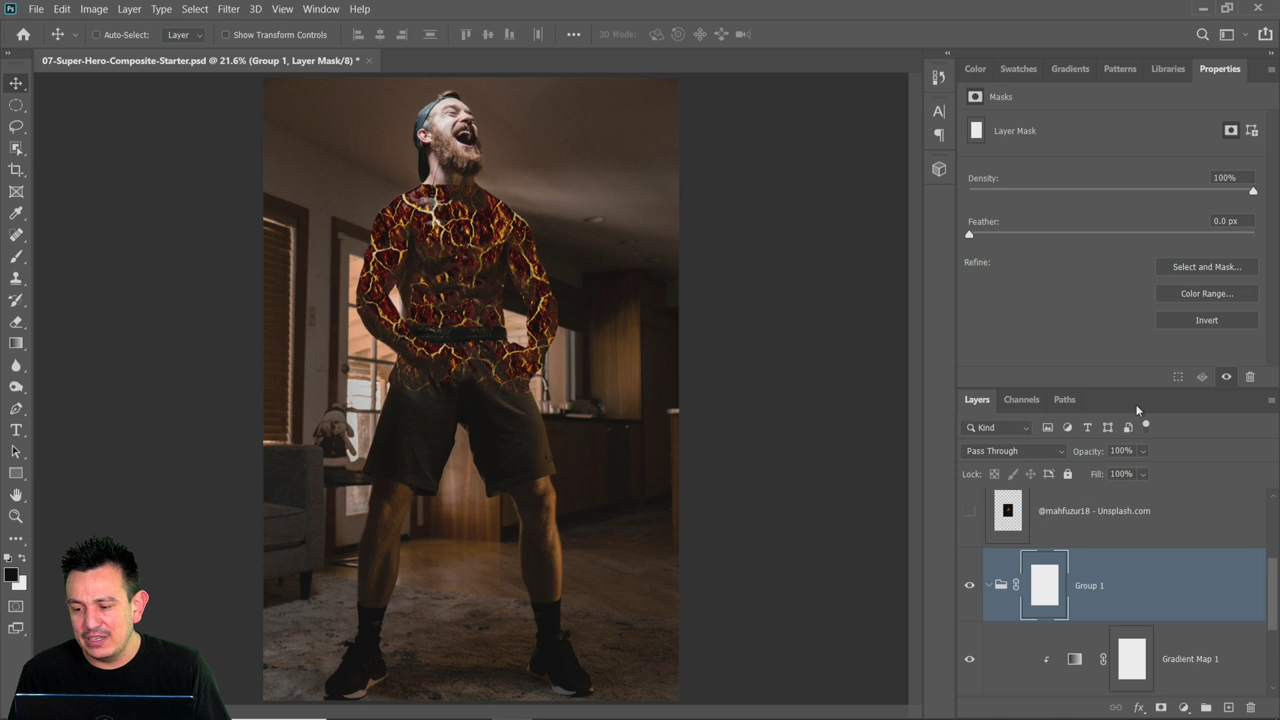 Ps File Edit Image Layer Type Select Filter 3D View Window Help
Auto-Select: Layer Show Transform Controls 3D Mode:
07-Super-Hero-Composite-Starter.psd @ 21.6% (Group 1, Layer Mask/8) *
Color Swatches Gradients Patterns Libraries Properties
Masks
Layer Mask
Density: 100%
Feather: 0.0 px
Refine: Select and Mask...
Color Range...
Invert
Layers Channels Paths
Kind
Pass Through Opacity: 100%
Lock: Fill: 100%
@mahfuzur18 - Unsplash.com
Group 1
Gradient Map 1